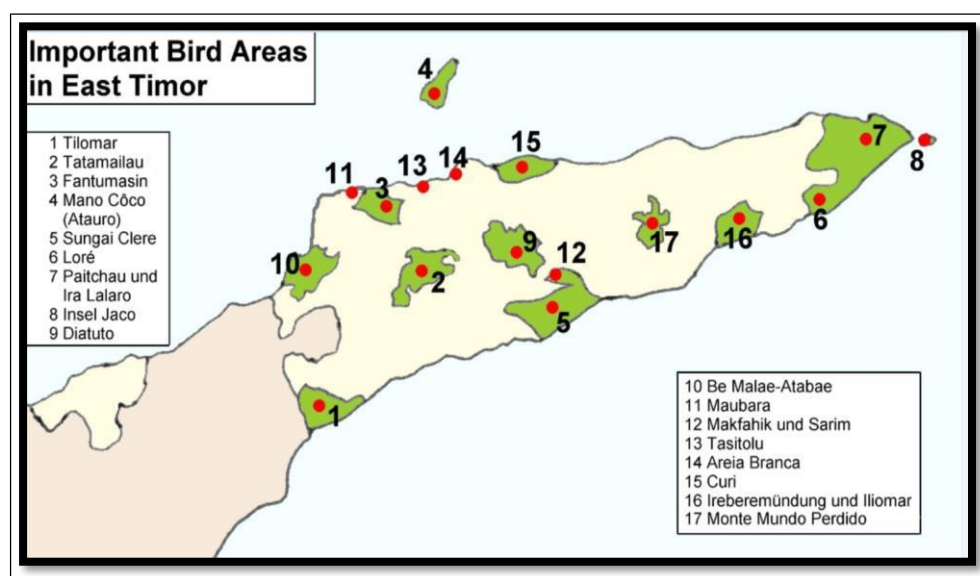 Important Bird Areas
in East Timor
1 Tilomar
2 Tatamailau
3 Fantumasin
4 Mano Côco
(Atauro)
5 Sungai Clere
6 Loré
7 Paitchau und
Ira Lalaro
8 Insel Jaco
9 Diatuto
4
15
14
13
11
3
7
8
6
16
17
9
12
10
2
5
1
10 Be Malae-Atabae
11 Maubara
12 Makfahik und Sarim
13 Tasitolu
14 Areia Branca
15 Curi
16 Ireberemündung und Iliomar
17 Monte Mundo Perdido